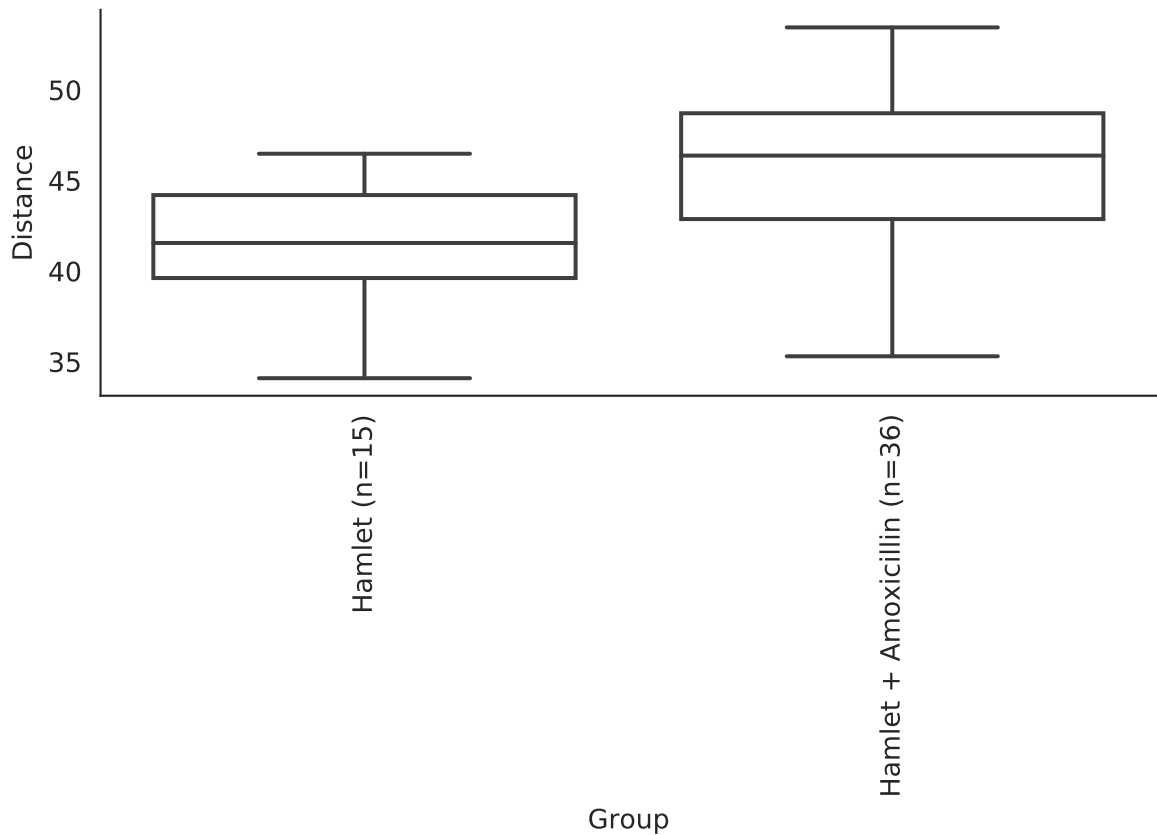 50
45
40
35
Distance
Hamlet (n=15)
Hamlet + Amoxicillin (n=36)
Group